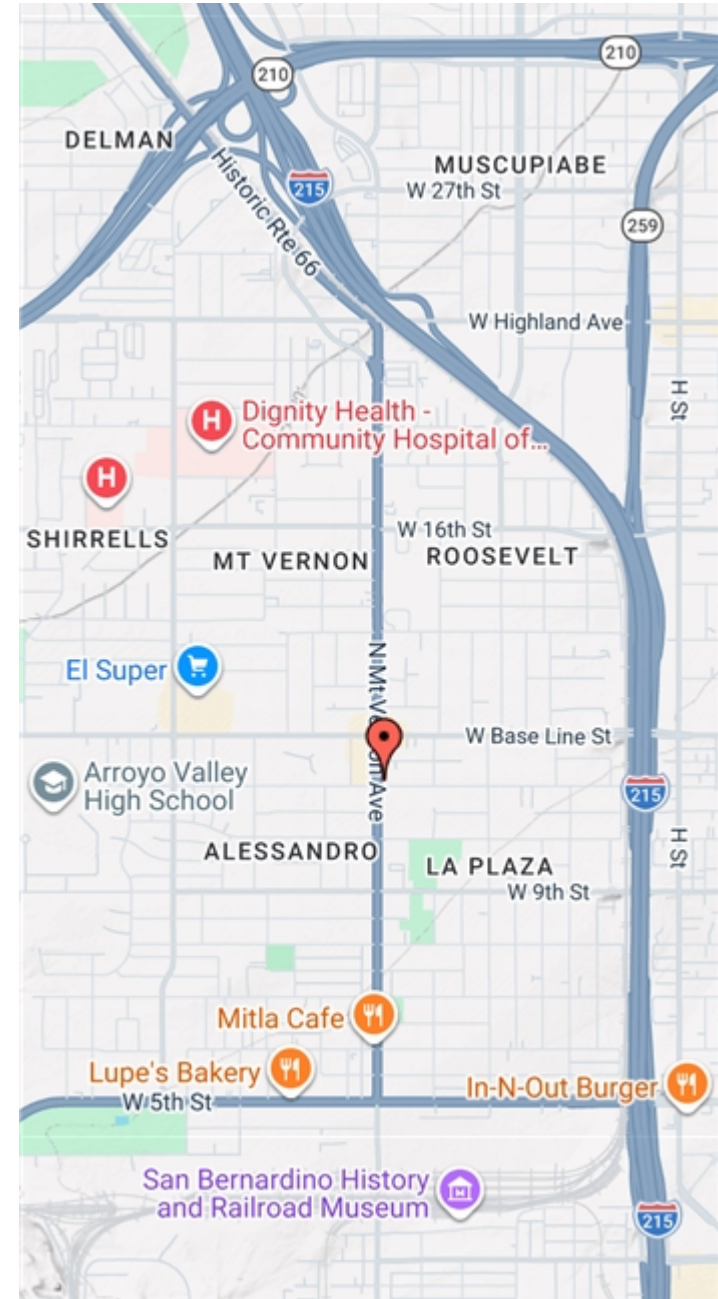 210
210
DELMAN
MUSCUPIABE
W 27th St
215
Historic Rte 66
259
W Highland Ave
H St
Dignity Health -
Community Hospital of...
H
H
W 16th St
SHIRRELLS
MT VERNON
ROOSEVELT
El Super
N Mt Vernon Ave
W Base Line St
Arroyo Valley
High School
215
H St
ALESSANDRO
LA PLAZA
W 9th St
Mitla Cafe
Lupe's Bakery
W 5th St
In-N-Out Burger
San Bernardino History
and Railroad Museum
215